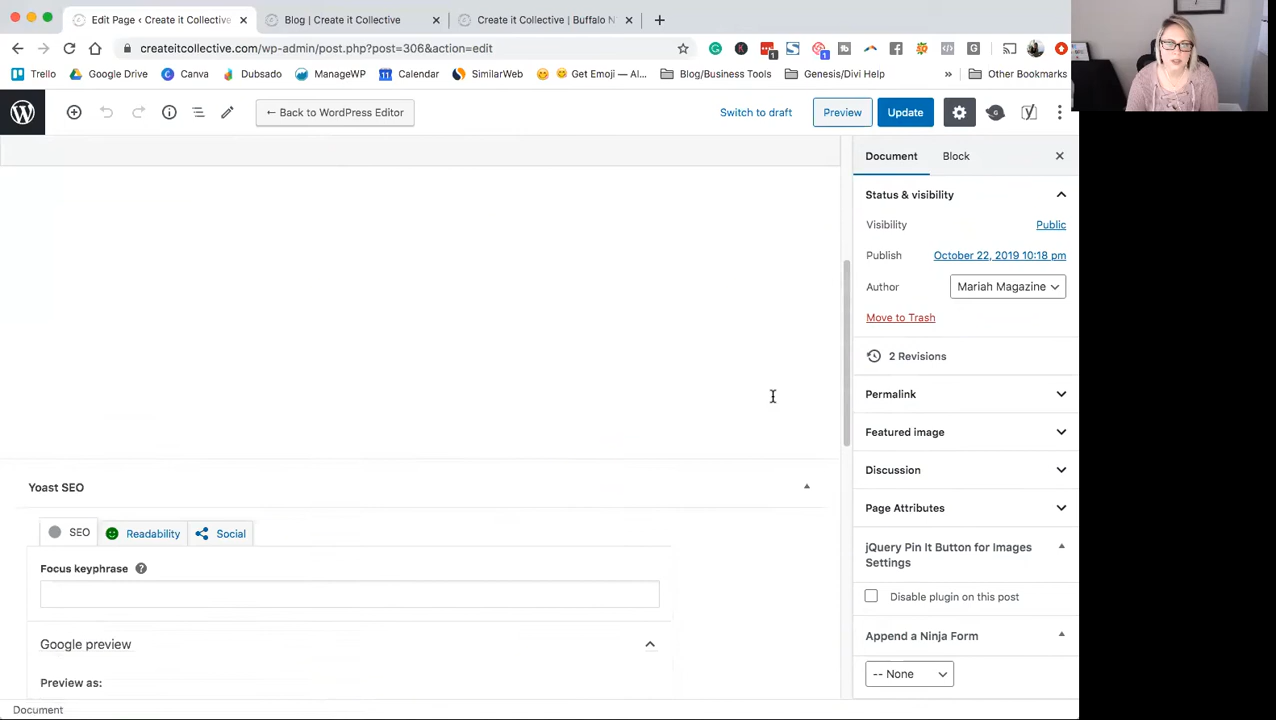 Edit Page ‹ Create it Collective
Blog | Create it Collective
Create it Collective | Buffalo N
createitcollective.com/wp-admin/post.php?post=306&action=edit
Trello
Google Drive
Canva
Dubsado
ManageWP
Calendar
SimilarWeb
Get Emoji — Al...
Blog/Business Tools
Genesis/Divi Help
»
Other Bookmarks
← Back to WordPress Editor
Switch to draft
Preview
Update
Document
Block
Status & visibility
Visibility
Public
Publish
October 22, 2019 10:18 pm
Author
Mariah Magazine
Move to Trash
2 Revisions
Permalink
Featured image
Discussion
Page Attributes
jQuery Pin It Button for Images
Settings
Disable plugin on this post
Append a Ninja Form
-- None
Yoast SEO
SEO
Readability
Social
Focus keyphrase
Google preview
Preview as:
Document